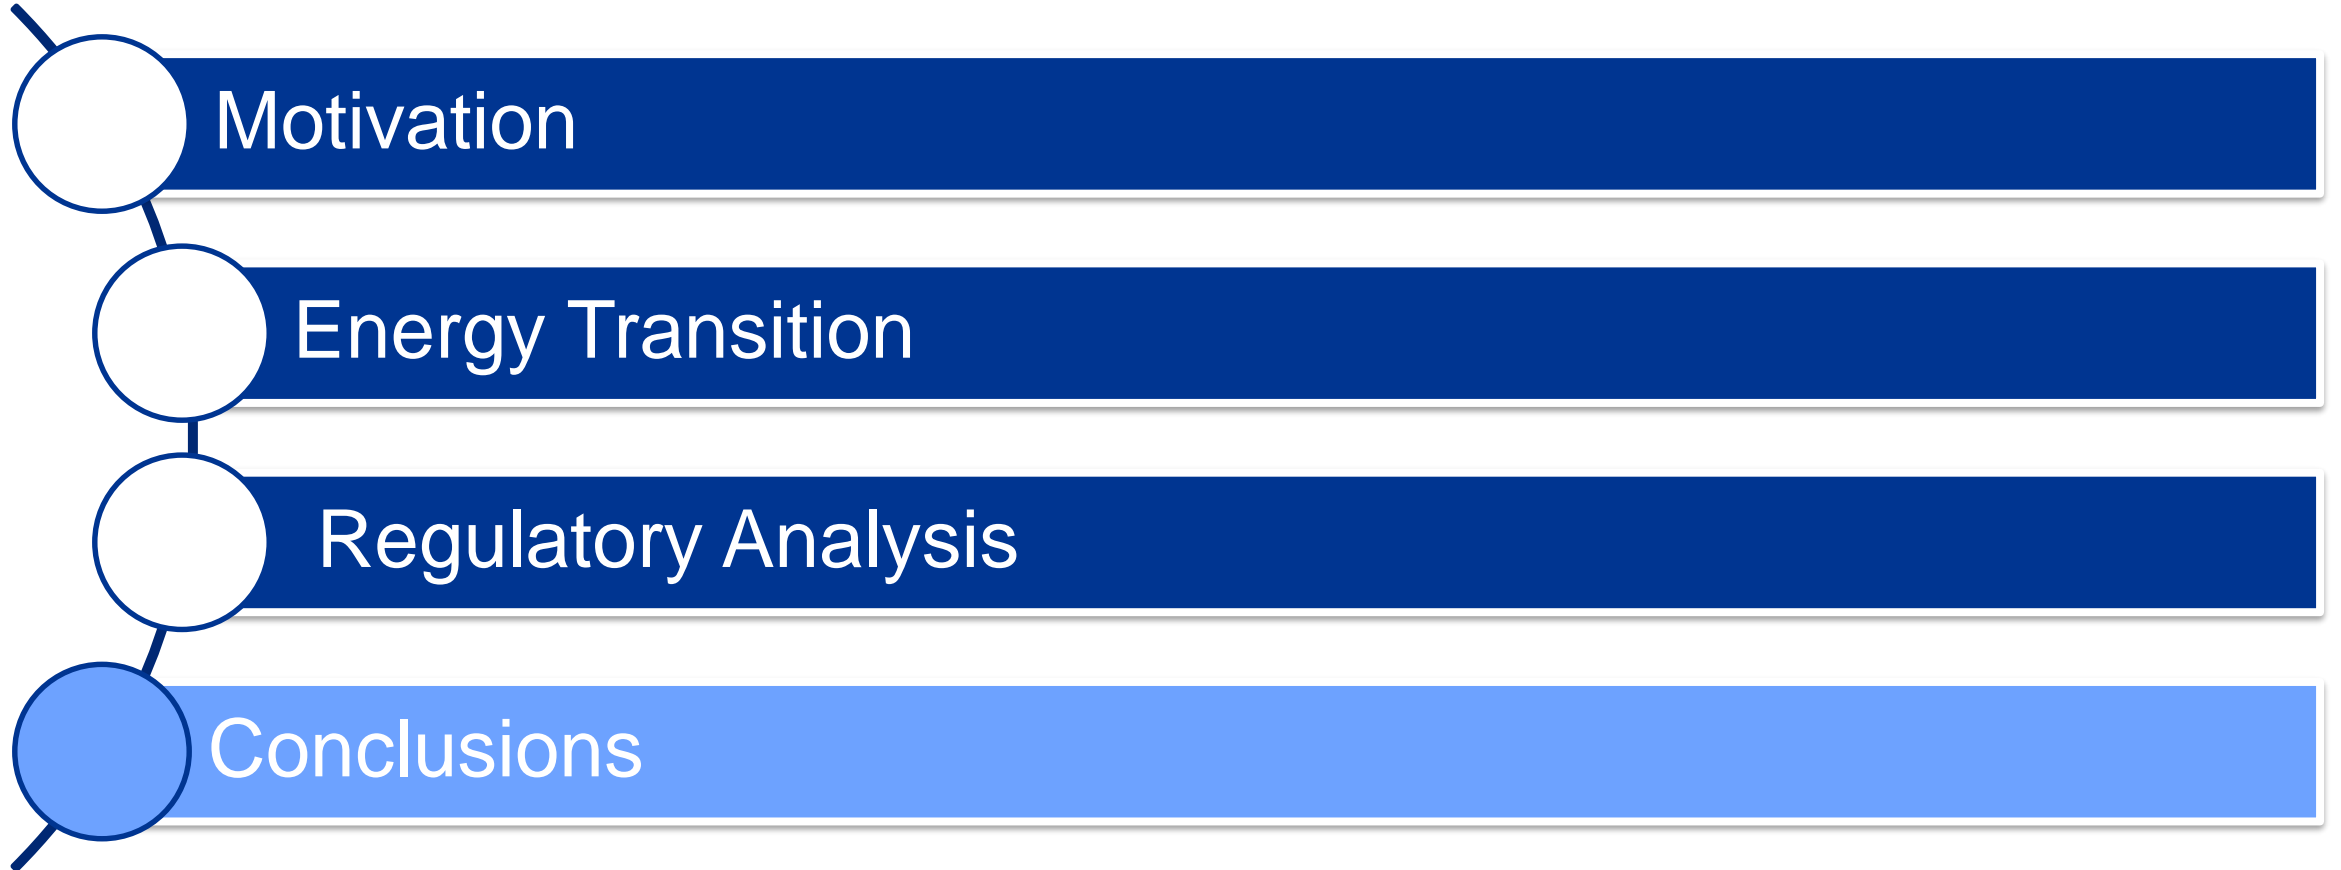 Motivation
Energy Transition
Regulatory Analysis
Conclusions